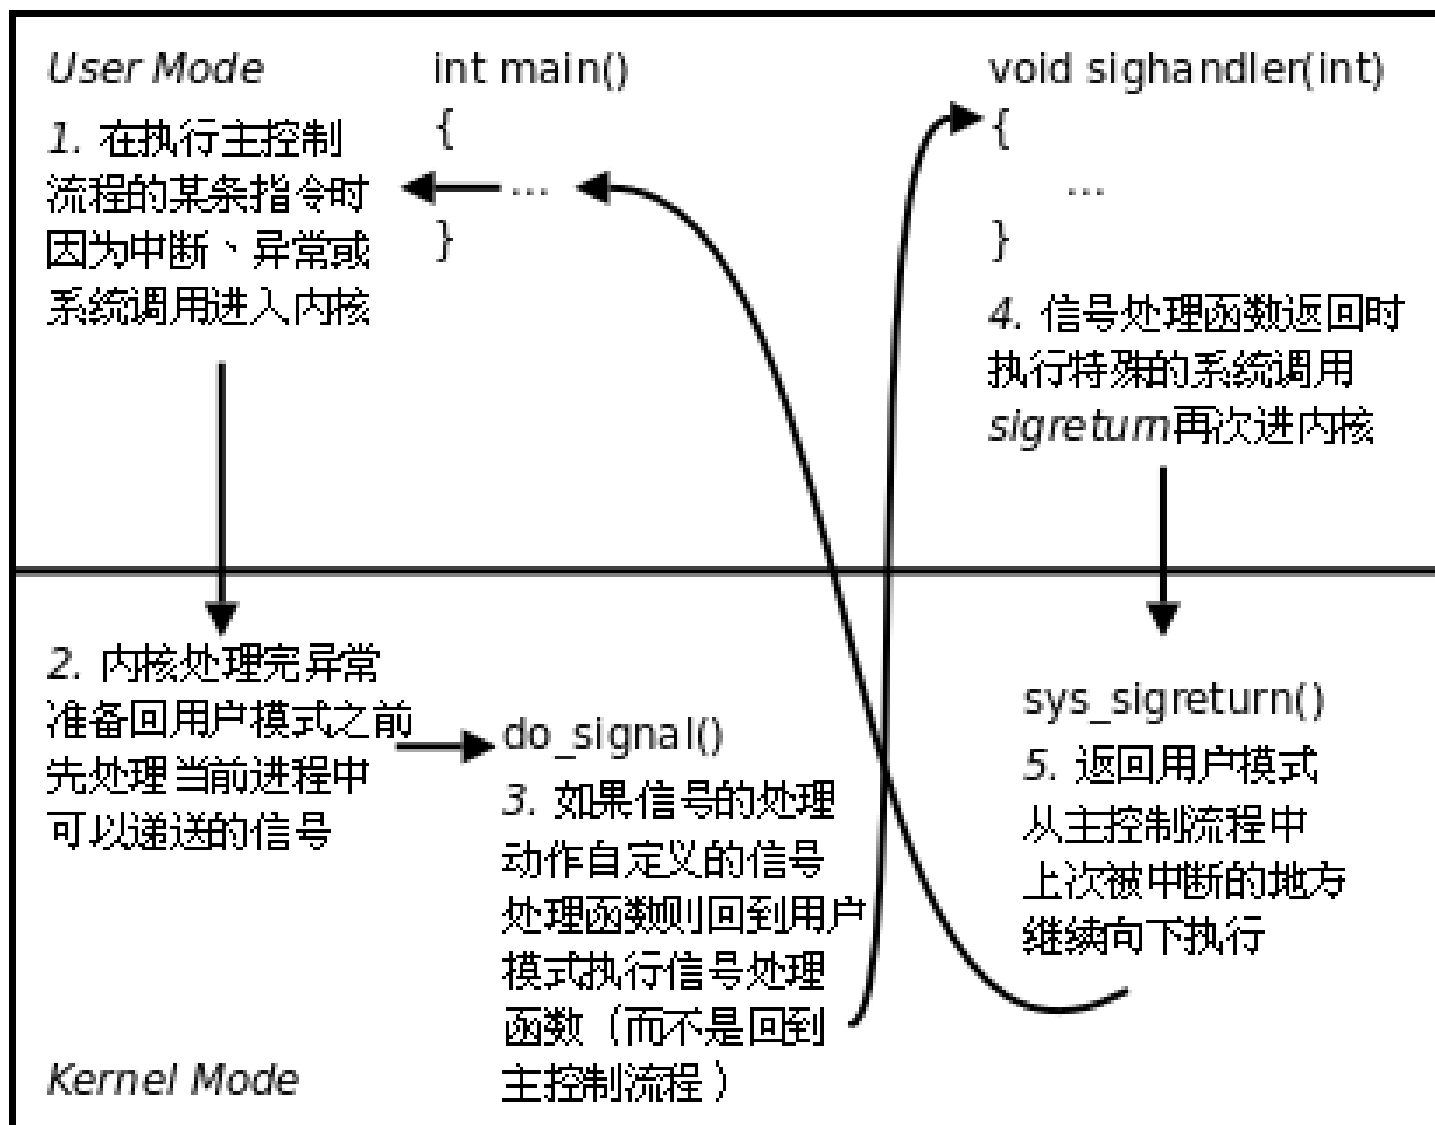 User Mode
1. 在执行主控制
流程的某条指令时
因为中断、异常或
系统调用进入内核
int main()
{
...
}
void sighandler(int)
{
...
}
4. 信号处理函数返回时
执行特殊的系统调用
sigreturn再次进内核
2. 内核处理完异常
准备回用户模式之前
先处理当前进程中
可以递送的信号
do_signal()
3. 如果信号的处理
动作自定义的信号
处理函数则回到用户
模式执行信号处理
函数（而不是回到
主控制流程）
sys_sigreturn()
5. 返回用户模式
从主控制流程中
上次被中断的地方
继续向下执行
Kernel Mode